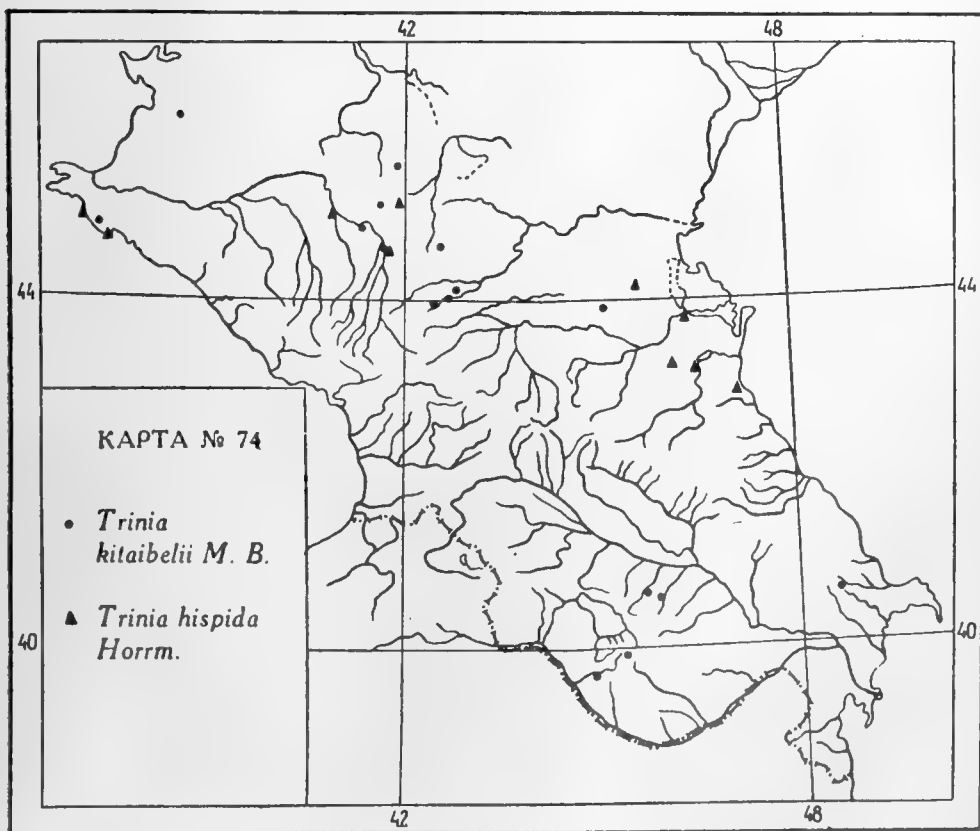 42 48
44 44
КАРТА № 74
Trinia
kitaibelii M. B.
Trinia hispida
Horrm.
40 40
42 48